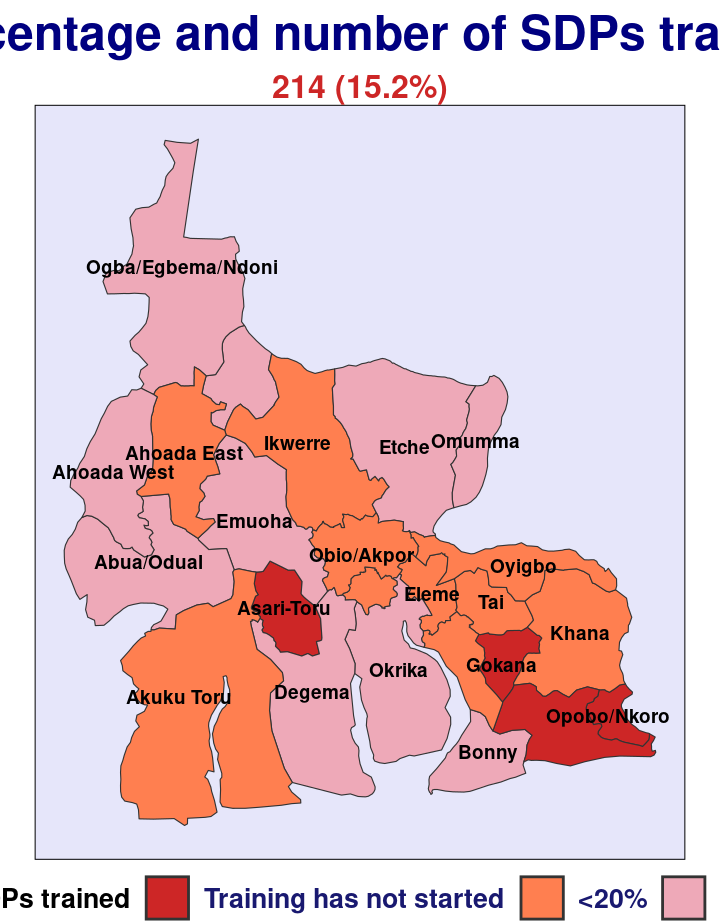 centage and number of SDPs tra
214 (15.2%)
Ogba/Egbema/Ndoni
Ikwerre
Etche
Omumma
Ahoada East
Ahoada West
Emuoha
Obio/Akpor
Abua/Odual
Oyigbo
Eleme
Tai
Asari-Toru
Khana
Gokana
Okrika
Akuku Toru
Degema
Opobo/Nkoro
Bonny
Ps trained
Training has not started
<20%